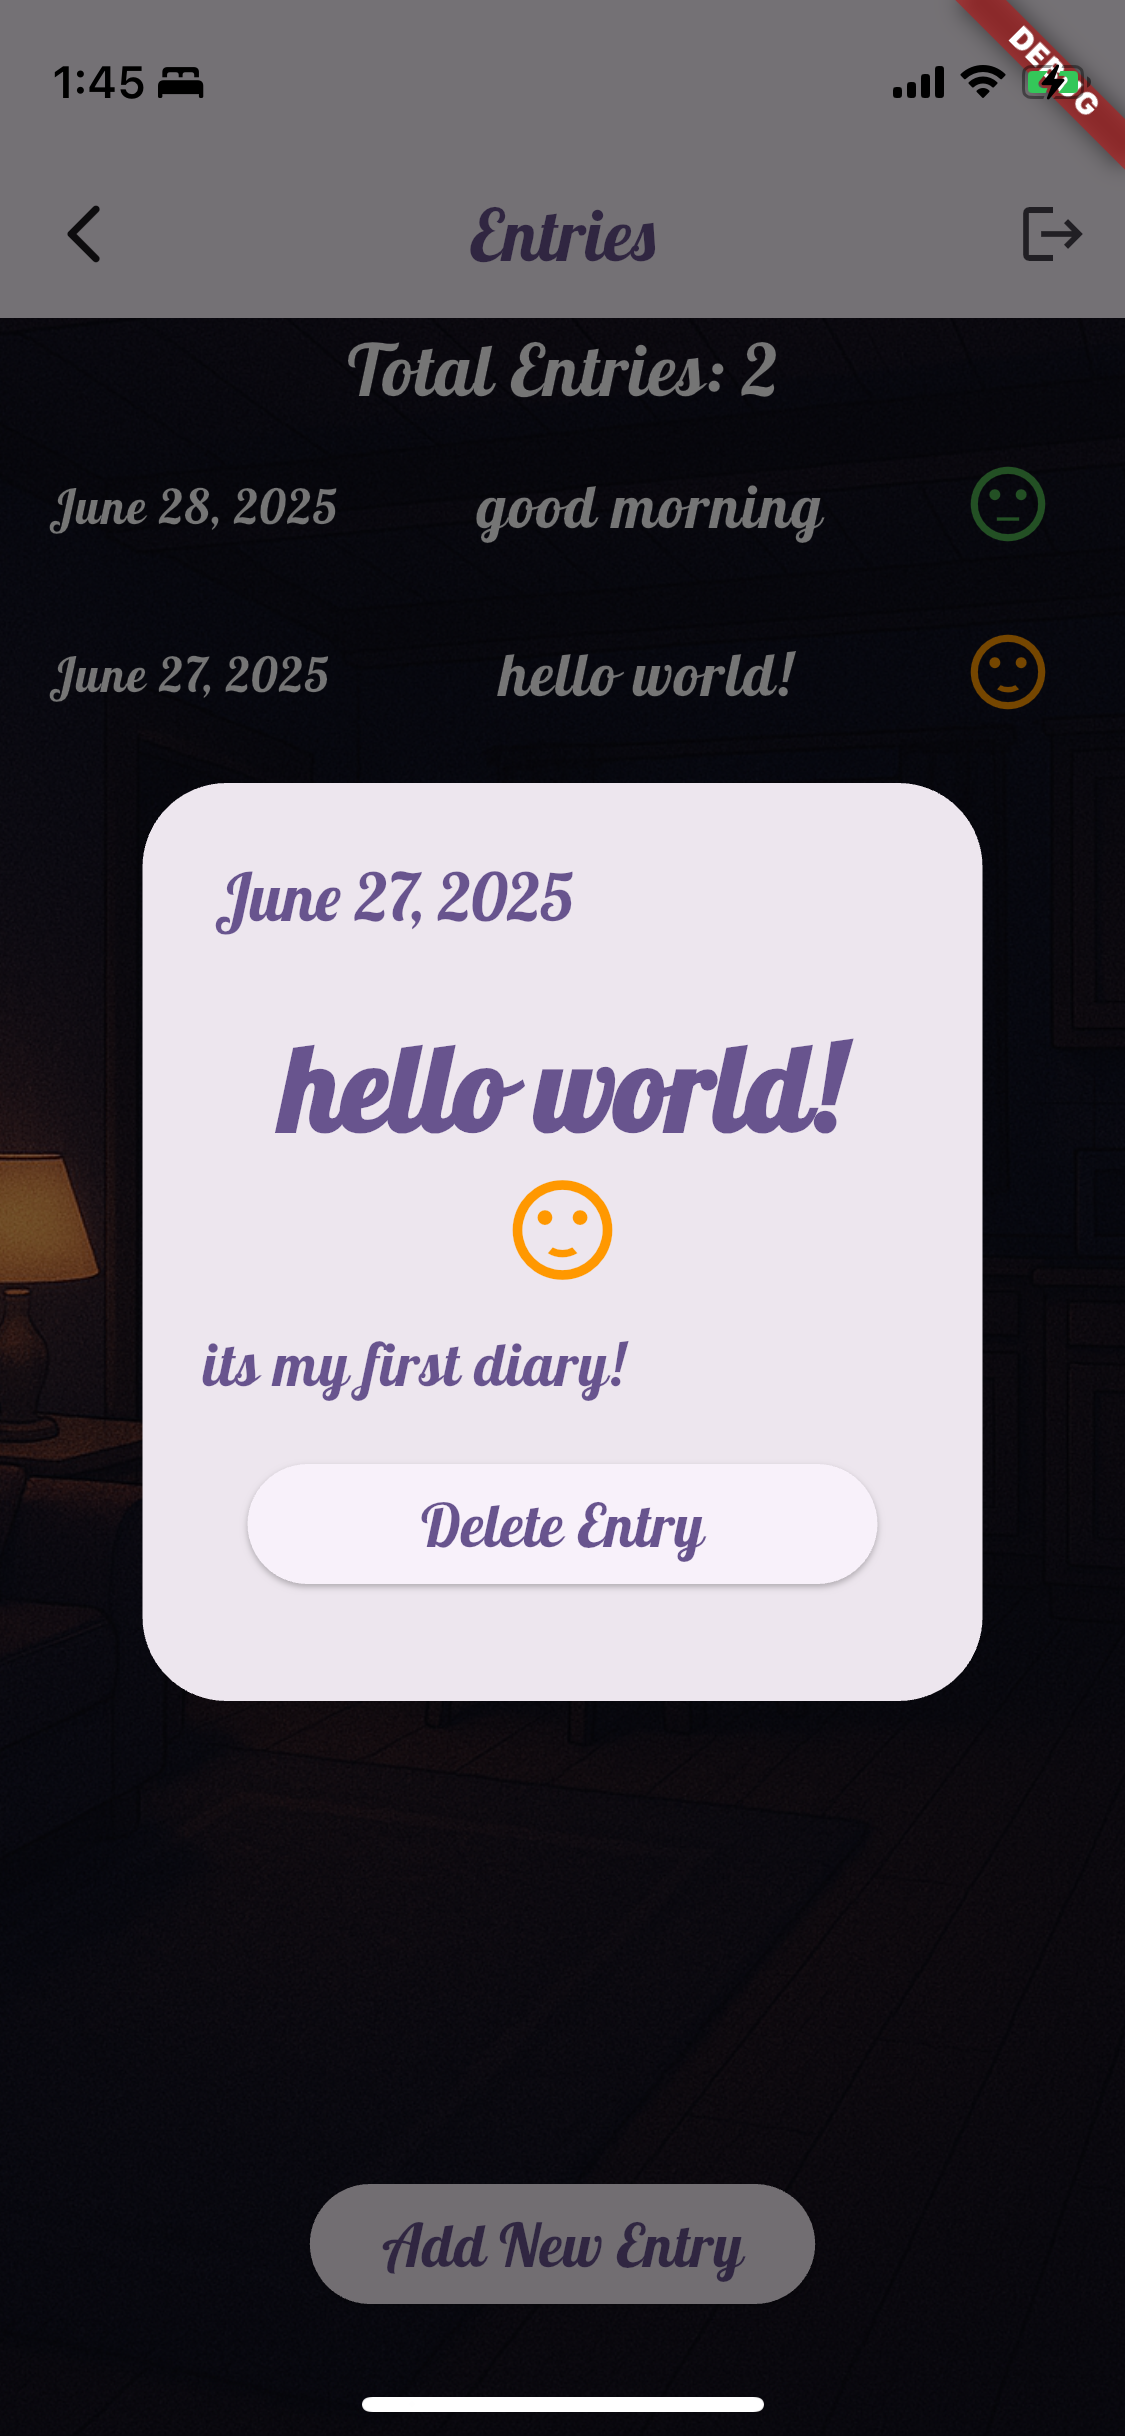 1:45
DEBUG
Entries
Total Entries: 2
June 28, 2025 good morning
June 27, 2025 hello world!
June 27, 2025
hello world!
its my first diary!
Delete Entry
Add New Entry